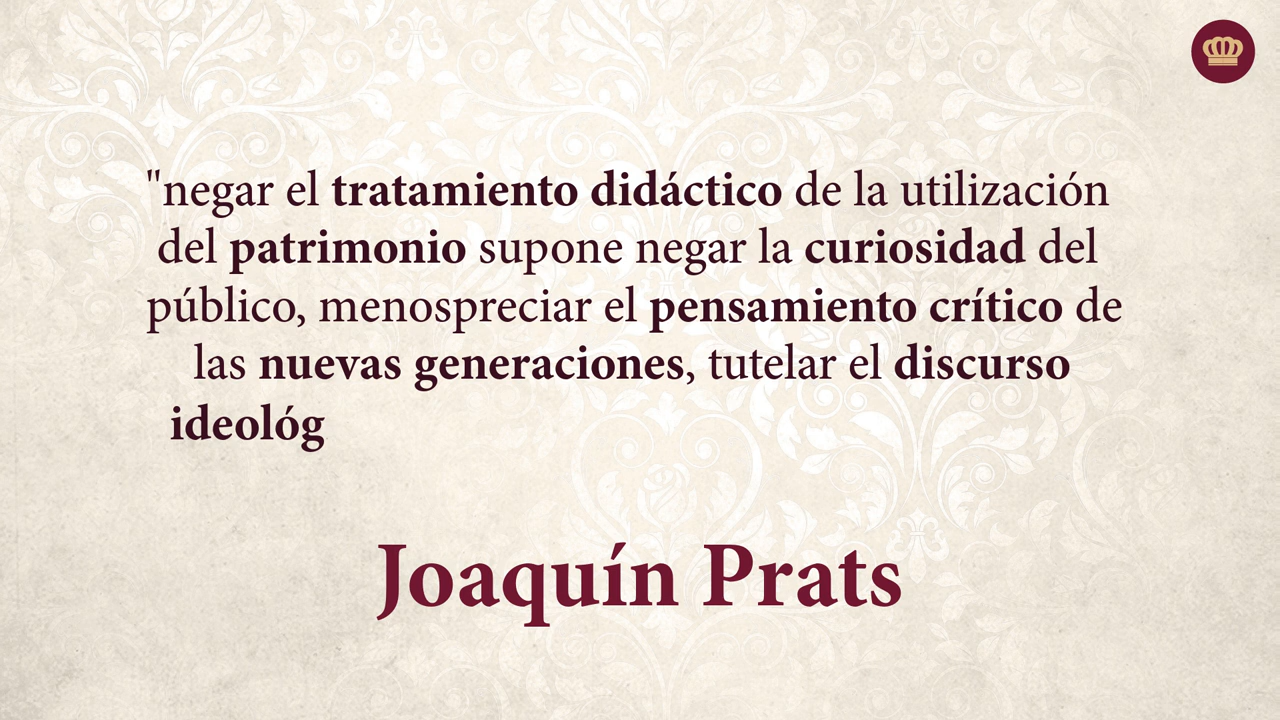 "negar el tratamiento didáctico de la utilización
del patrimonio supone negar la curiosidad del
público, menospreciar el pensamiento crítico de
las nuevas generaciones, tutelar el discurso
ideológ
Joaquín Prats